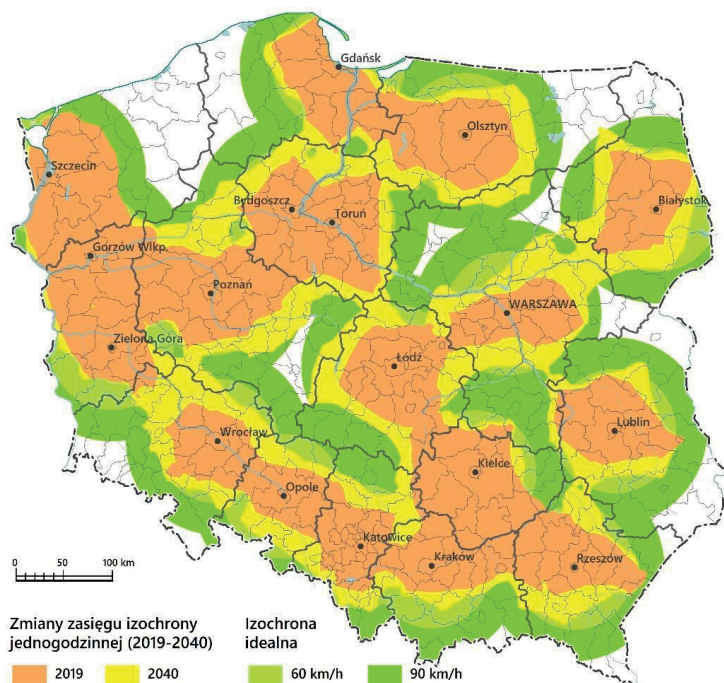 Gdańsk
Olsztyn
Szczecin
Białystok
Bydgoszcz
Toruń
Gorzów Wlkp.
Poznań
WARSZAWA
Zielona Góra
Łódź
Lublin
Wrocław
Kielce
Opole
Katowice
Kraków
Rzeszów
0 50 100 km
Zmiany zasięgu izochrony
jednogodzinnej (2019-2040)
2019 2040
Izochrona
idealna
60 km/h 90 km/h